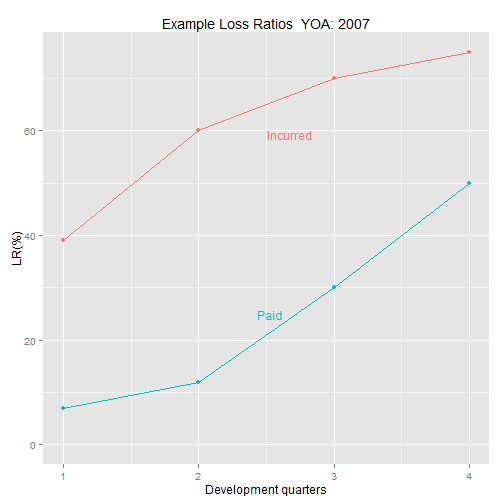 Example Loss Ratios  YOA: 2007
LR(%)
60
40
20
0
Incurred
Paid
1 2 3 4
Development quarters